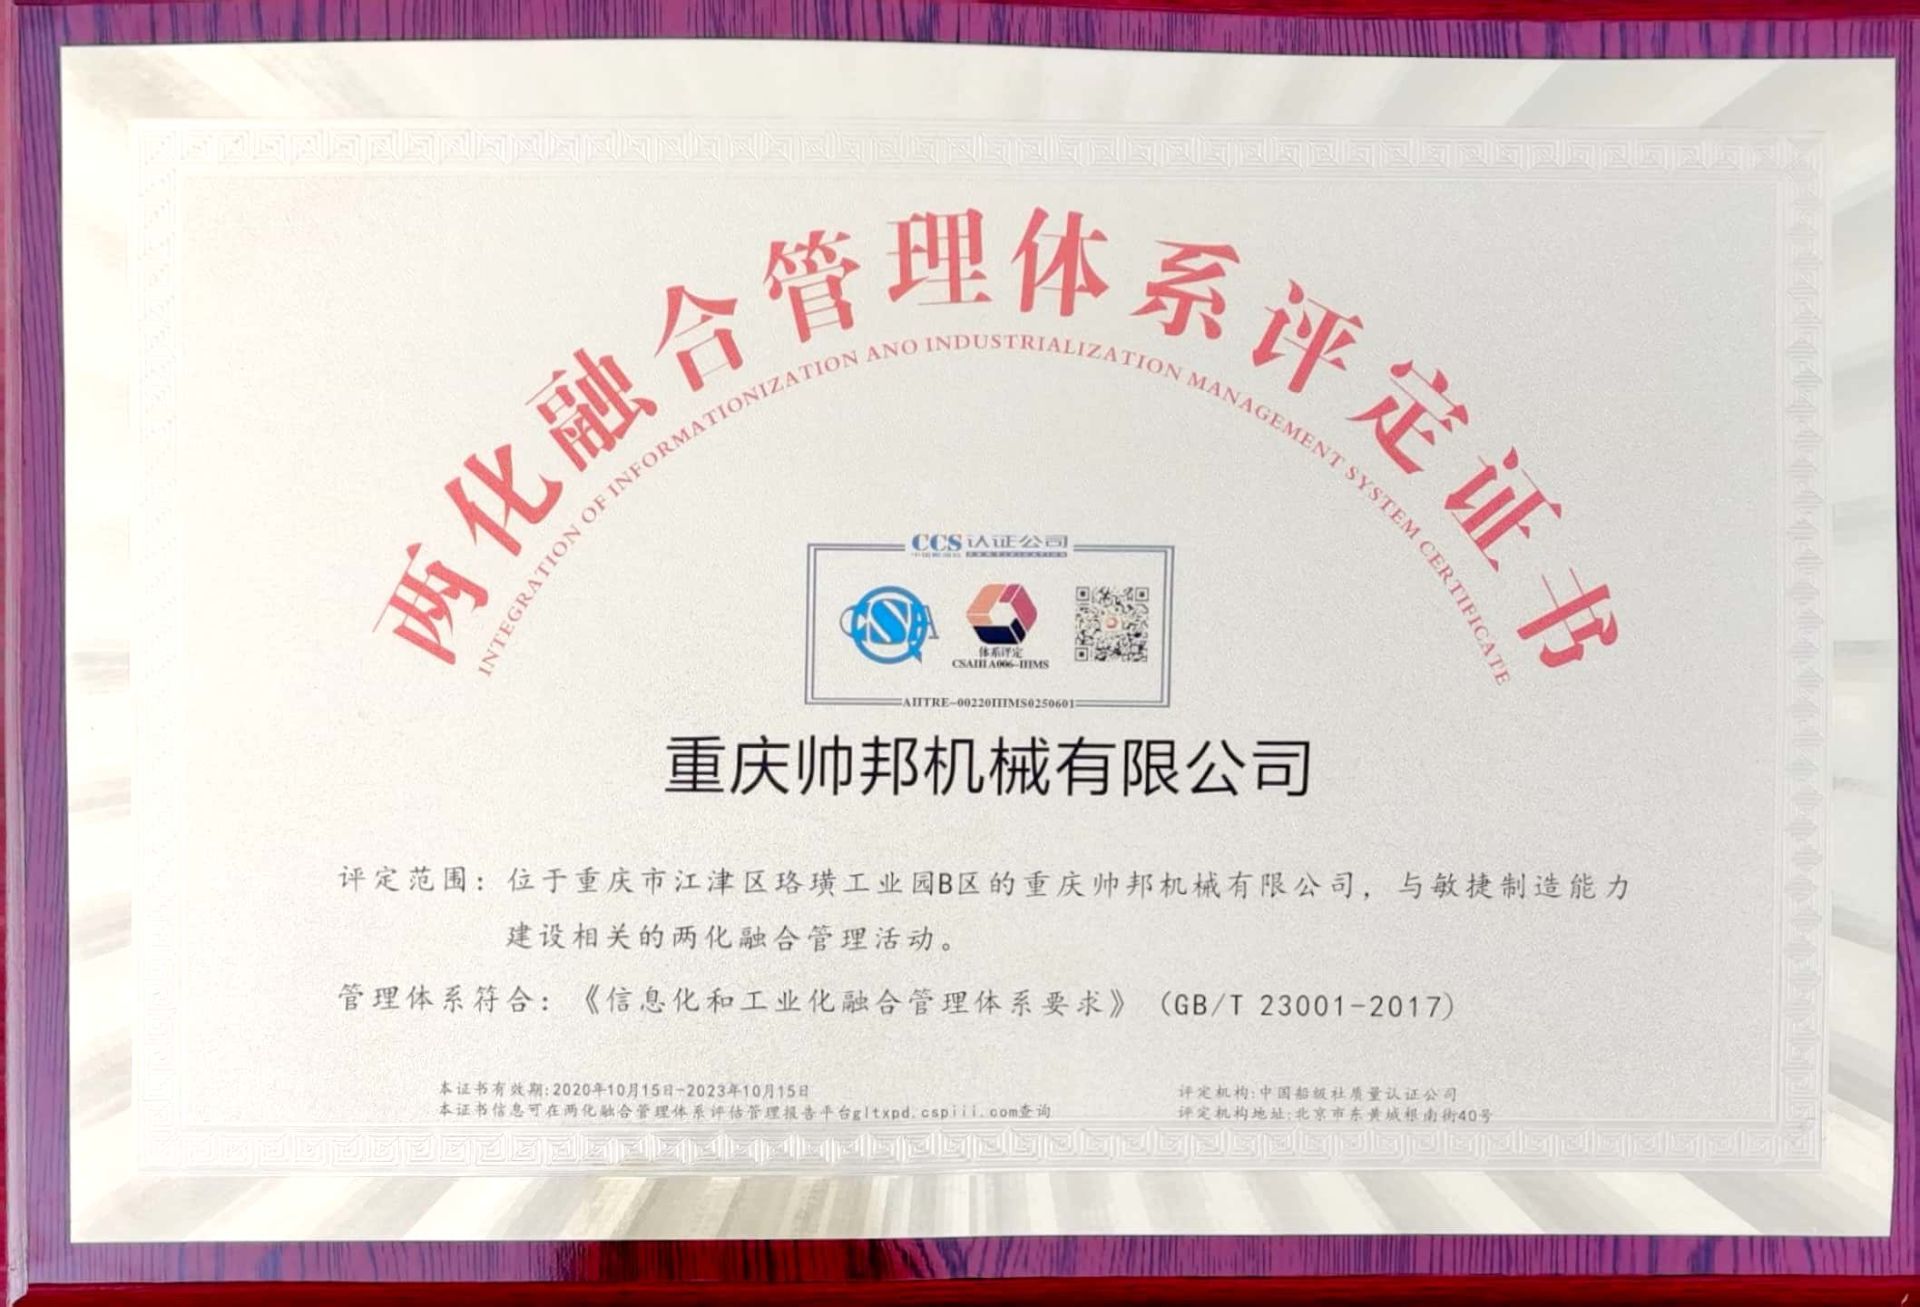 两化融合管理体系评定证书
INTEGRATION OF INFORMATIONIZATION ANO INDUSTRIALIZATION MANAGEMENT SYSTEM CERTIFICATE
CCS 认证公司
CSQA
体系评定
CSAIII A006-IIIMS
AIITRE-00220IIIMS0250601
重庆帅邦机械有限公司
评定范围：位于重庆市江津区珞璜工业园B区的重庆帅邦机械有限公司，与敏捷制造能力
建设相关的两化融合管理活动。
管理体系符合：《信息化和工业化融合管理体系要求》（GB/T 23001-2017）
本证书有效期:2020年10月15日-2023年10月15日
本证书信息可在两化融合管理体系评估管理报告平台gltxpd.cspiii.com查询
评定机构:中国船级社质量认证公司
评定机构地址:北京市东黄城根南街40号